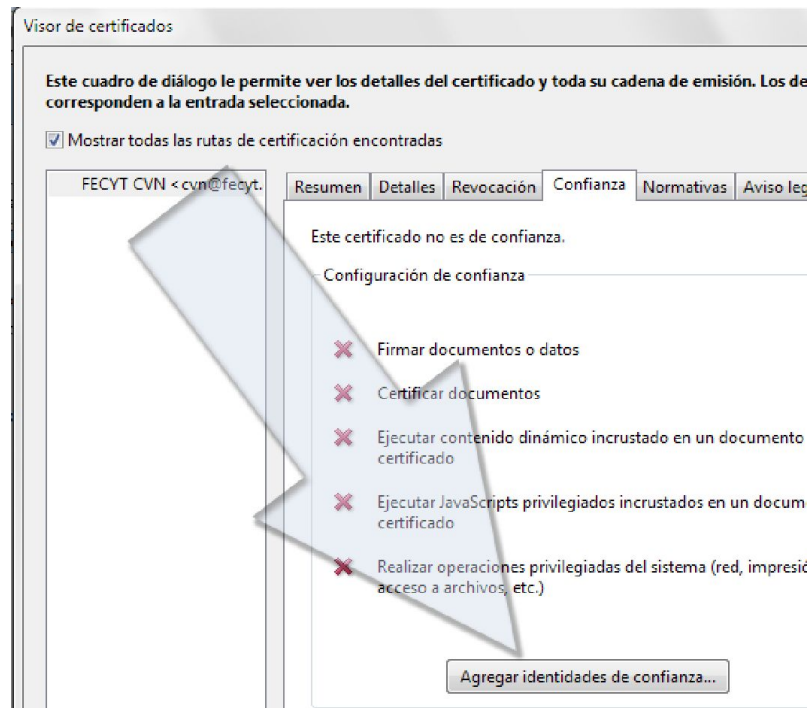 Visor de certificados
Este cuadro de diálogo le permite ver los detalles del certificado y toda su cadena de emisión. Los de
corresponden a la entrada seleccionada.
Mostrar todas las rutas de certificación encontradas
FECYT CVN <cvn@fecyt.
Resumen Detalles Revocación Confianza Normativas Aviso leg
Este certificado no es de confianza.
Configuración de confianza
Firmar documentos o datos
Certificar documentos
Ejecutar contenido dinámico incrustado en un documento
certificado
Ejecutar JavaScripts privilegiados incrustados en un docum
certificado
Realizar operaciones privilegiadas del sistema (red, impresió
acceso a archivos, etc.)
Agregar identidades de confianza...